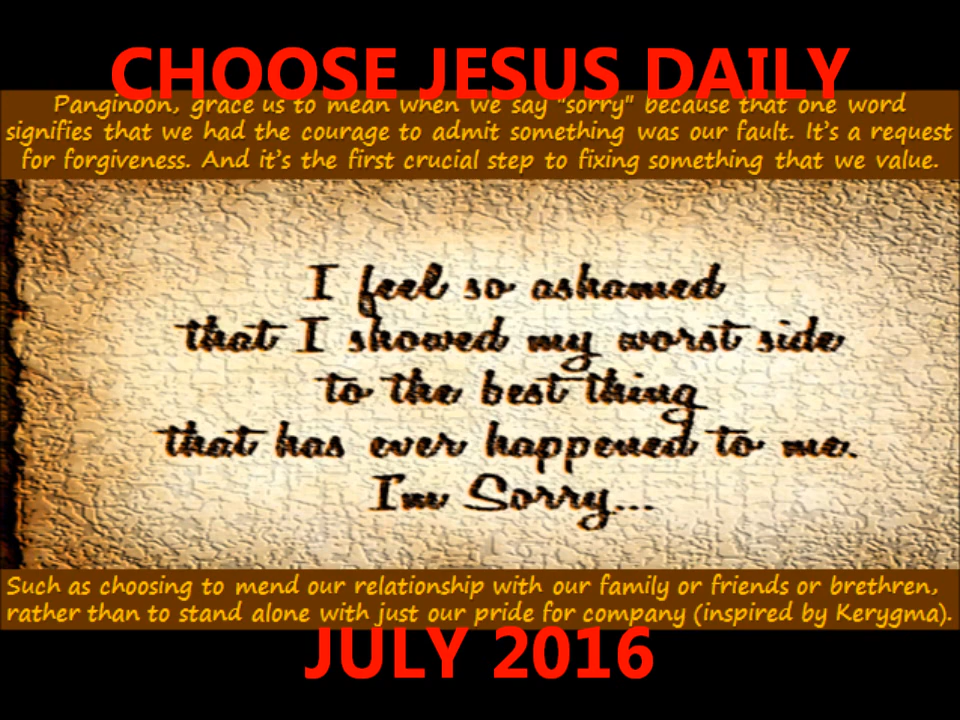 CHOOSE JESUS DAILY
Panginoon, grace us to mean when we say "sorry" because that one word
signifies that we had the courage to admit something was our fault. It's a request
for forgiveness. And it's the first crucial step to fixing something that we value.
I feel so ashamed
that I showed my worst side
to the best thing
that has ever happened to me.
I'm Sorry...
Such as choosing to mend our relationship with our family or friends or brethren,
rather than to stand alone with just our pride for company (inspired by Kerygma).
JULY 2016